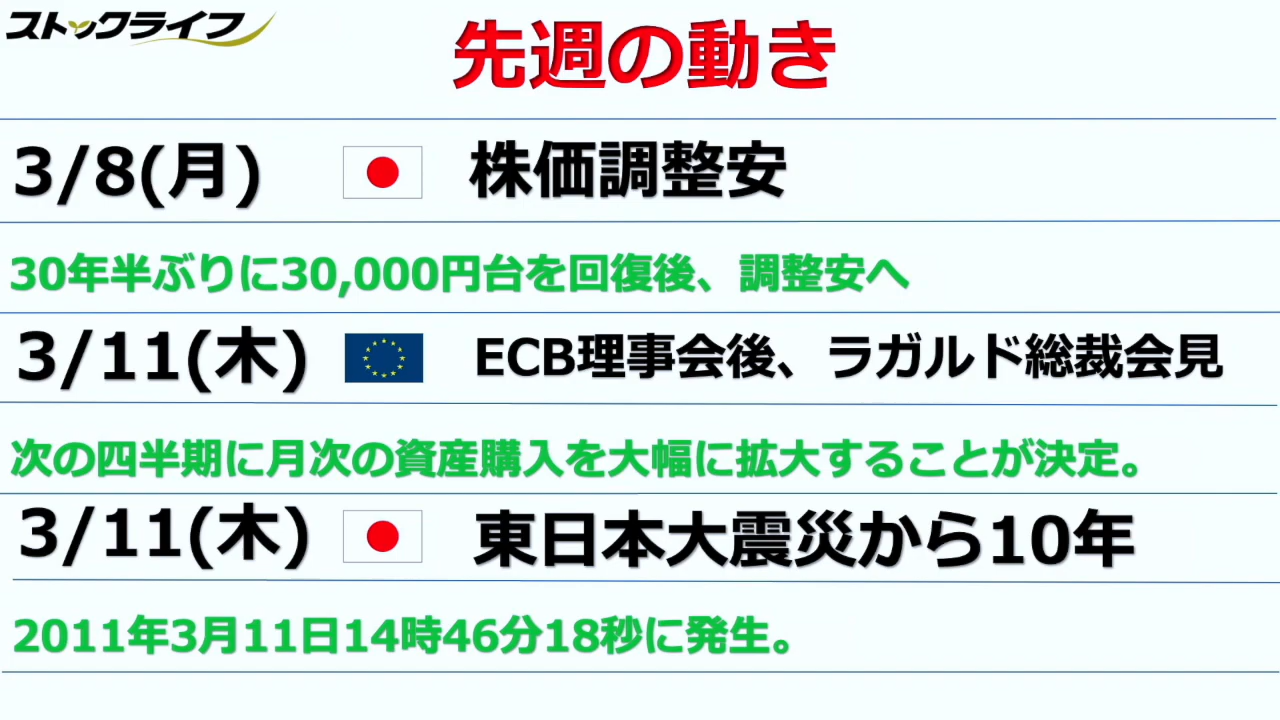 ストックライフ
先週の動き
3/8(月) 株価調整安
30年半ぶりに30,000円台を回復後、調整安へ
3/11(木) ECB理事会後、ラガルド総裁会見
次の四半期に月次の資産購入を大幅に拡大することが決定。
3/11(木) 東日本大震災から10年
2011年3月11日14時46分18秒に発生。